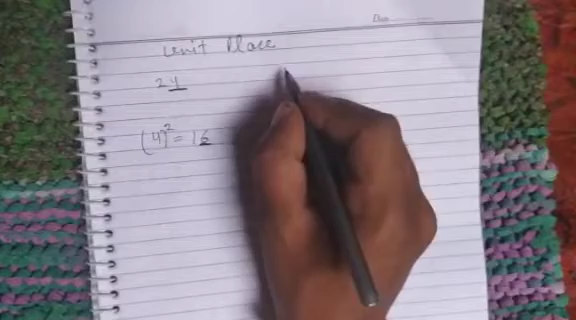 Unit Place
24
(4)² = 16